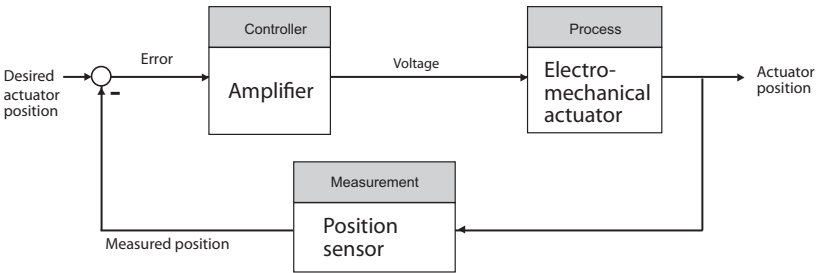 Controller
Process
Error
Voltage
Desired
actuator
position
Amplifier
Electro-
mechanical
actuator
Actuator
position
Measurement
Position
sensor
Measured position